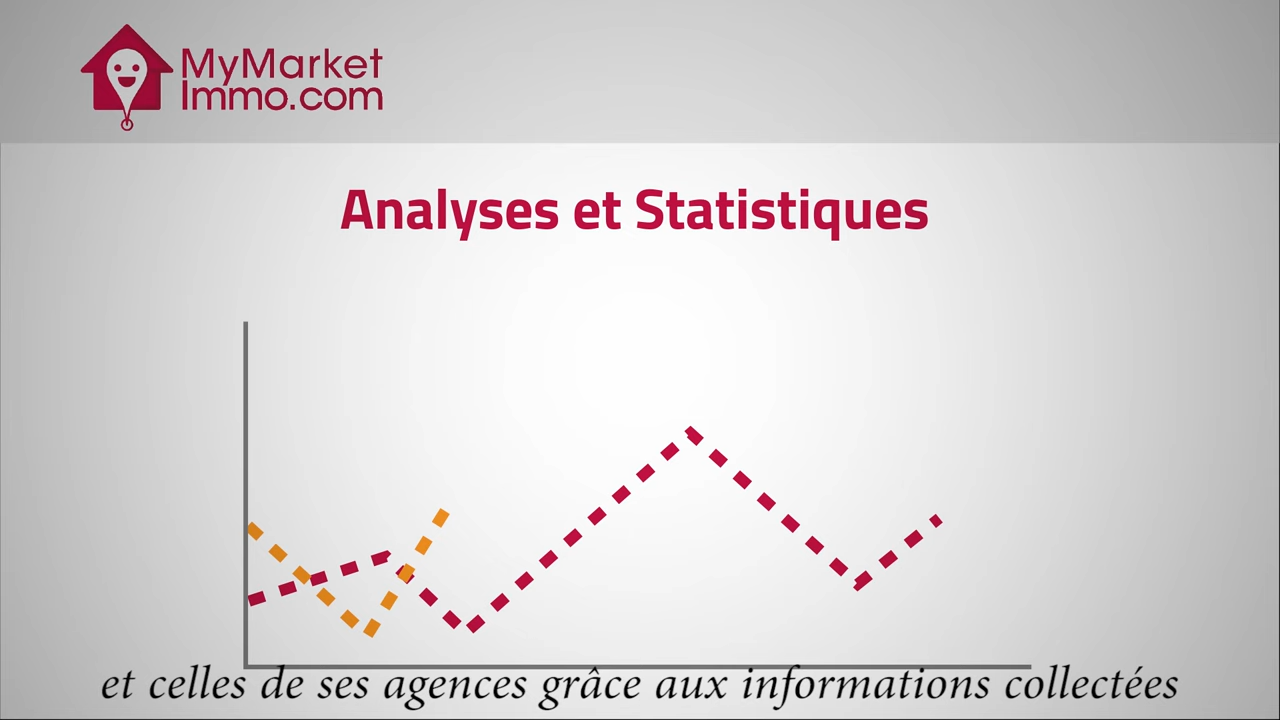 MyMarket
Immo.com
Analyses et Statistiques
et celles de ses agences grâce aux informations collectées